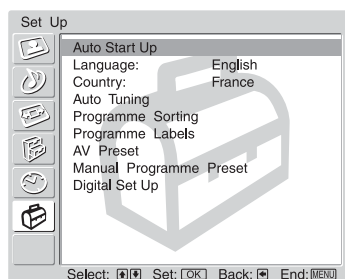 Set Up
Auto Start Up
Language: English
Country: France
Auto Tuning
Programme Sorting
Programme Labels
AV Preset
Manual Programme Preset
Digital Set Up
Select: Set: OK Back: End: MENU